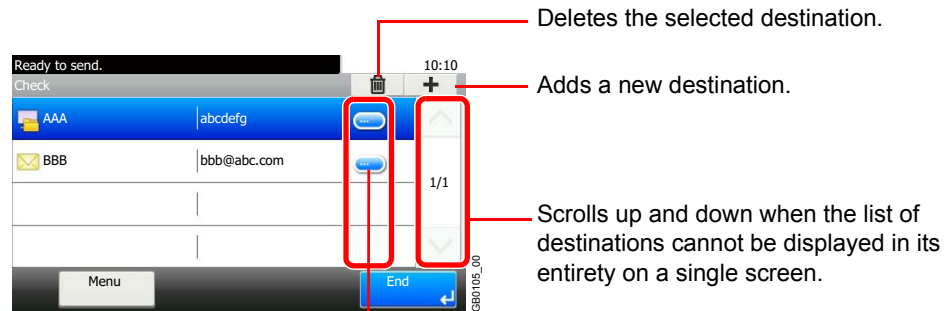 Deletes the selected destination.
Ready to send.
10:10
Check
Adds a new destination.
AAA
abcdefg
BBB
bbb@abc.com
1/1
Scrolls up and down when the list of
destinations cannot be displayed in its
entirety on a single screen.
Menu
End
GB0105_00